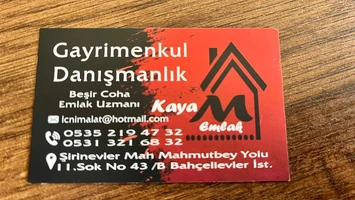 Gayrimenkul
Danışmanlık
Beşir Coha
Emlak Uzmanı
Kaya
Emlak
lcnimalat@hotmail.com
0535 219 47 32
0531 321 68 32
Şirinevler Mah Mahmutbey Yolu
11.Sok No 43 /B Bahçelievler İst.